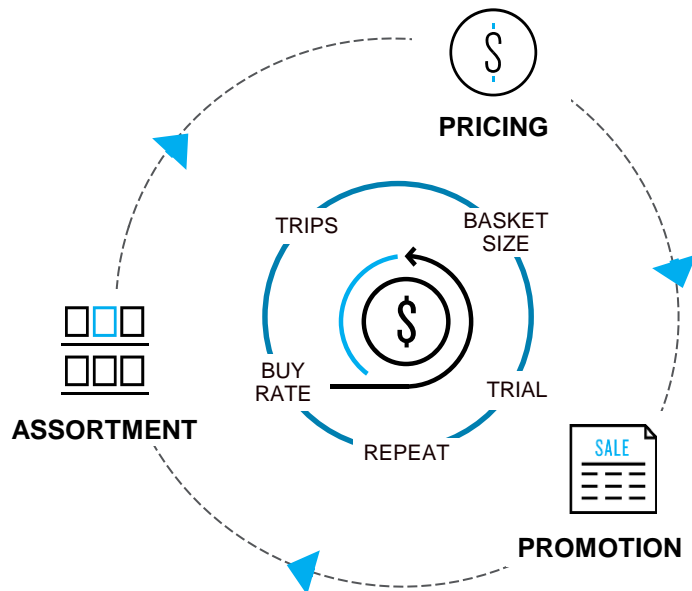 $
PRICING
TRIPS
BASKET
SIZE
$
BUY
RATE
TRIAL
ASSORTMENT
REPEAT
SALE
PROMOTION